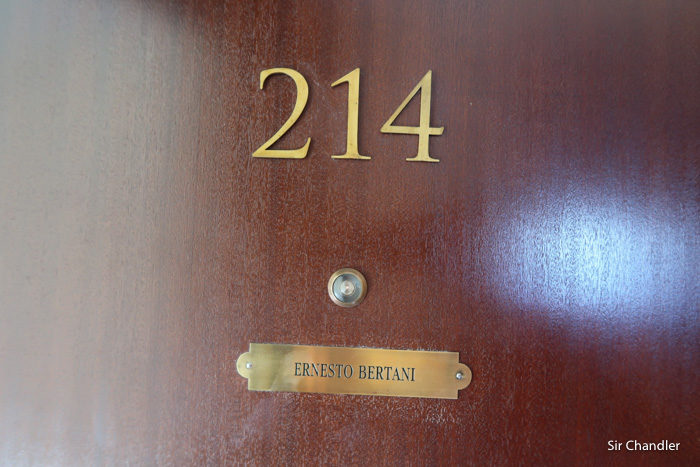 214
ERNESTO BERTANI
Sir Chandler